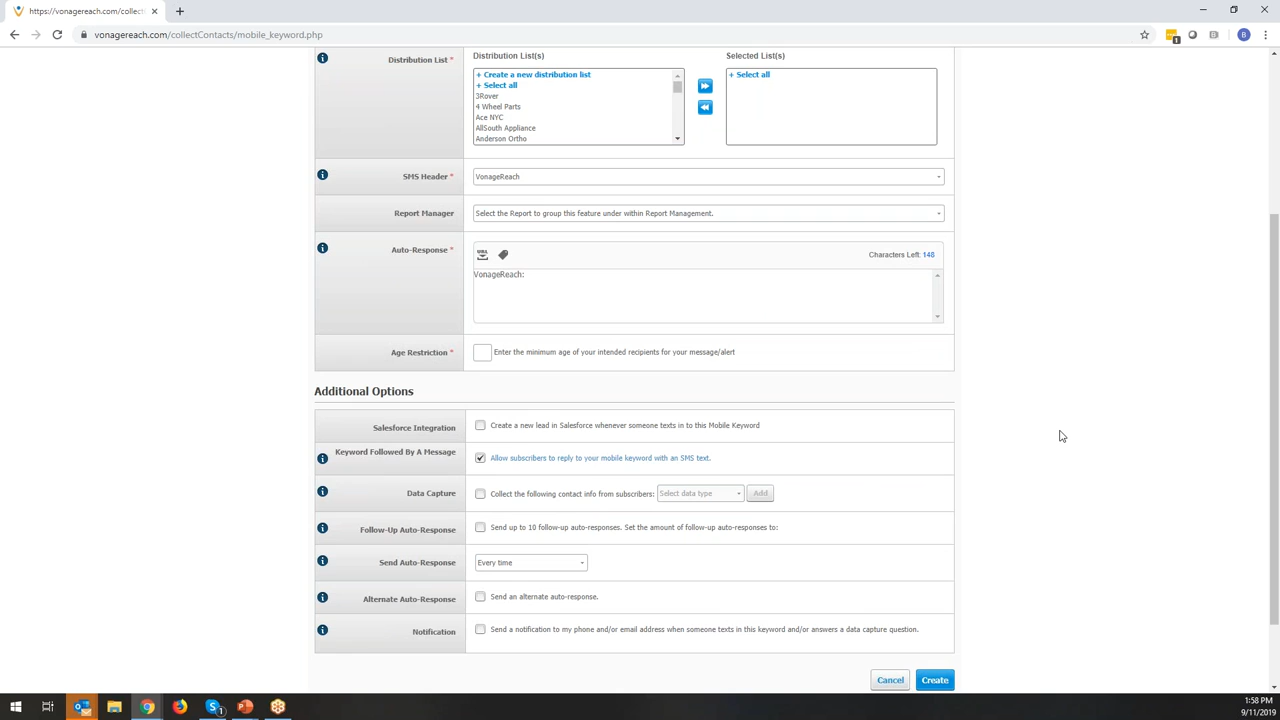 https://vonagereach.com/collectC
vonagereach.com/collectContacts/mobile_keyword.php
1
B
Distribution List *
Distribution List(s)
+ Create a new distribution list
+ Select all
3Rover
4 Wheel Parts
Ace NYC
AllSouth Appliance
Anderson Ortho
Selected List(s)
+ Select all
SMS Header *
VonageReach
Report Manager
Select the Report to group this feature under within Report Management.
Auto-Response *
URL
Characters Left: 148
VonageReach:
Age Restriction *
Enter the minimum age of your intended recipients for your message/alert
Additional Options
Salesforce Integration
Create a new lead in Salesforce whenever someone texts in to this Mobile Keyword
Keyword Followed By A Message
Allow subscribers to reply to your mobile keyword with an SMS text.
Data Capture
Collect the following contact info from subscribers:
Select data type
Add
Follow-Up Auto-Response
Send up to 10 follow-up auto-responses. Set the amount of follow-up auto-responses to:
Send Auto-Response
Every time
Alternate Auto-Response
Send an alternate auto-response.
Notification
Send a notification to my phone and/or email address when someone texts in this keyword and/or answers a data capture question.
Cancel
Create
1:58 PM
9/11/2019